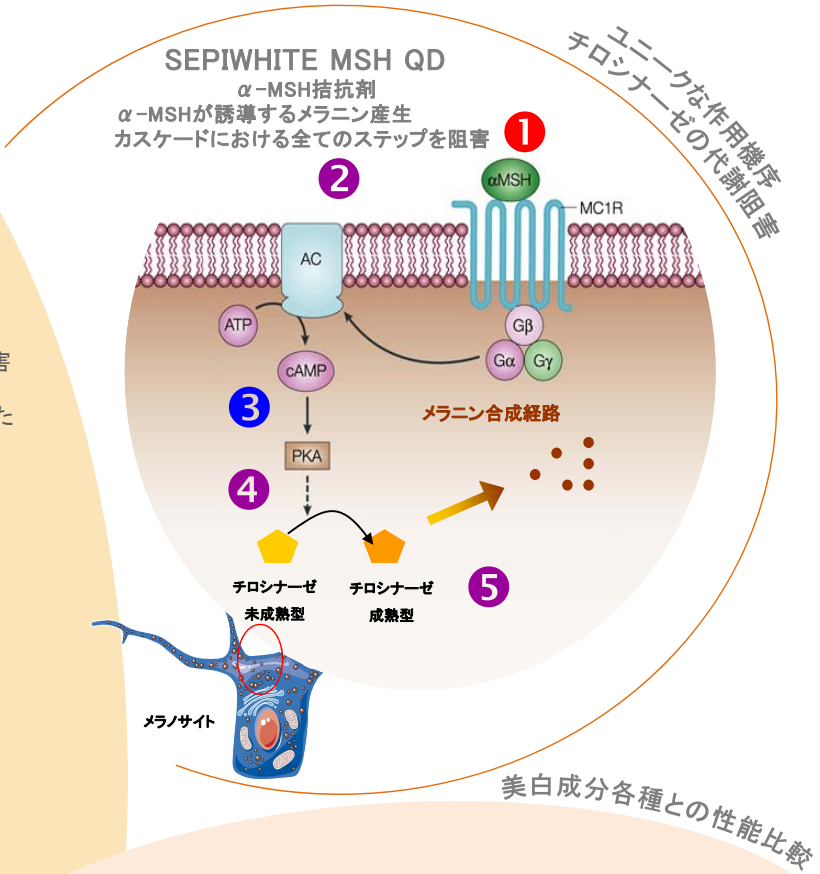 SEPIWHITE MSH QD
α-MSH拮抗剤
α-MSHが誘導するメラニン産生
カスケードにおける全てのステップを阻害
ユニークな作用機序
チロシナーゼの代謝阻害
1
2
αMSH
MC1R
AC
ATP
Gβ
Gα
Gγ
cAMP
害
3
メラニン合成経路
た
PKA
4
5
チロシナーゼ
未成熟型
チロシナーゼ
成熟型
メラノサイト
美白成分各種との性能比較